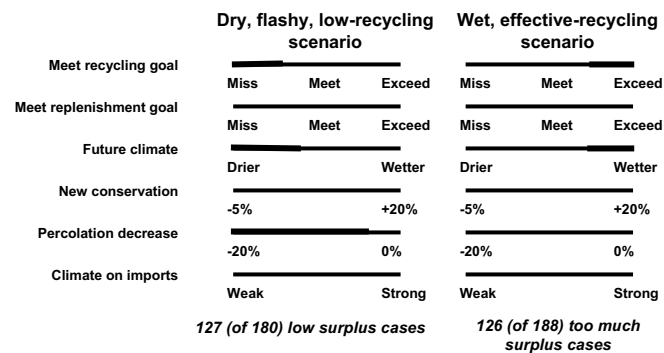 Dry, flashy, low-recycling
scenario
Wet, effective-recycling
scenario
Meet recycling goal
Miss Meet Exceed
Miss Meet Exceed
Meet replenishment goal
Miss Meet Exceed
Miss Meet Exceed
Future climate
Drier Wetter
Drier Wetter
New conservation
-5% +20%
-5% +20%
Percolation decrease
-20% 0%
-20% 0%
Climate on imports
Weak Strong
Weak Strong
127 (of 180) low surplus cases
126 (of 188) too much
surplus cases